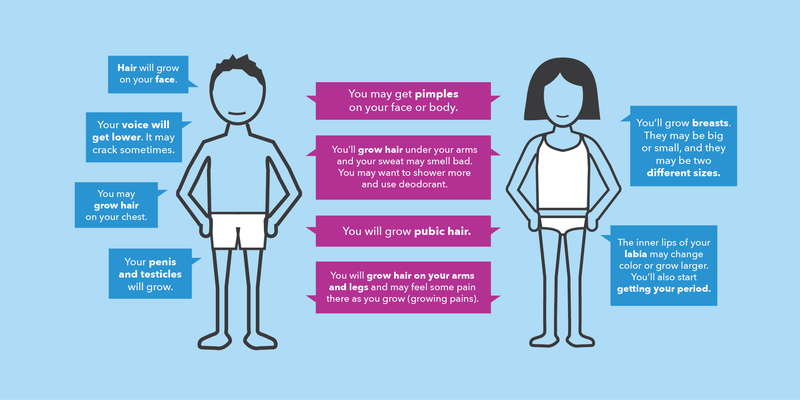 Hair will grow
on your face.
Your voice will
get lower. It may
crack sometimes.
You may
grow hair
on your chest.
Your penis
and testicles
will grow.
You may get pimples
on your face or body.
You'll grow hair under your arms
and your sweat may smell bad.
You may want to shower more
and use deodorant.
You will grow pubic hair.
You will grow hair on your arms
and legs and may feel some pain
there as you grow (growing pains).
You'll grow breasts.
They may be big
or small, and they
may be two
different sizes.
The inner lips of your
labia may change
color or grow larger.
You'll also start
getting your period.